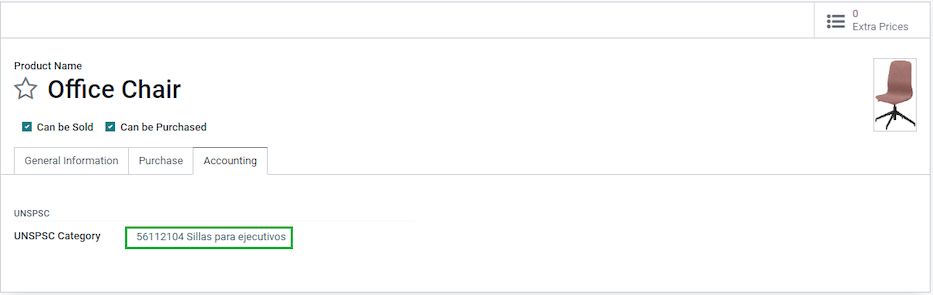 0
Extra Prices
Product Name
Office Chair
Can be Sold Can be Purchased
General Information Purchase Accounting
UNSPSC
UNSPSC Category 56112104 Sillas para ejecutivos